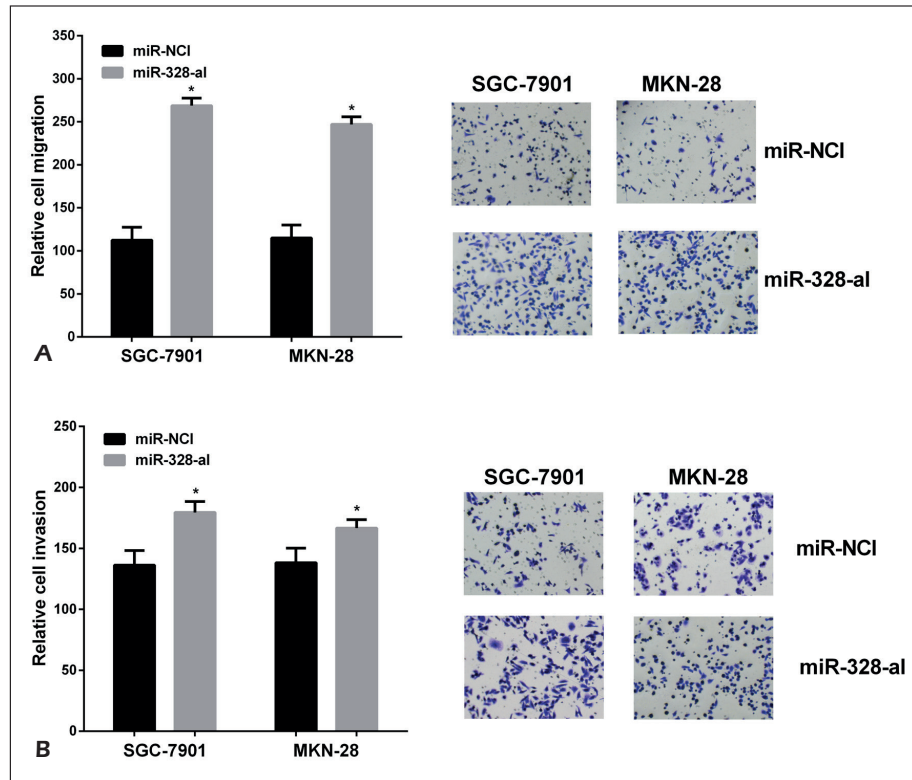 miR-NCI
miR-328-al
350
300
250
200
150
100
50
0
Relative cell migration
*
*
SGC-7901
MKN-28
A
SGC-7901
MKN-28
miR-NCI
miR-328-al
miR-NCI
miR-328-al
250
200
150
100
50
0
Relative cell invasion
*
*
SGC-7901
MKN-28
B
SGC-7901
MKN-28
miR-NCI
miR-328-al